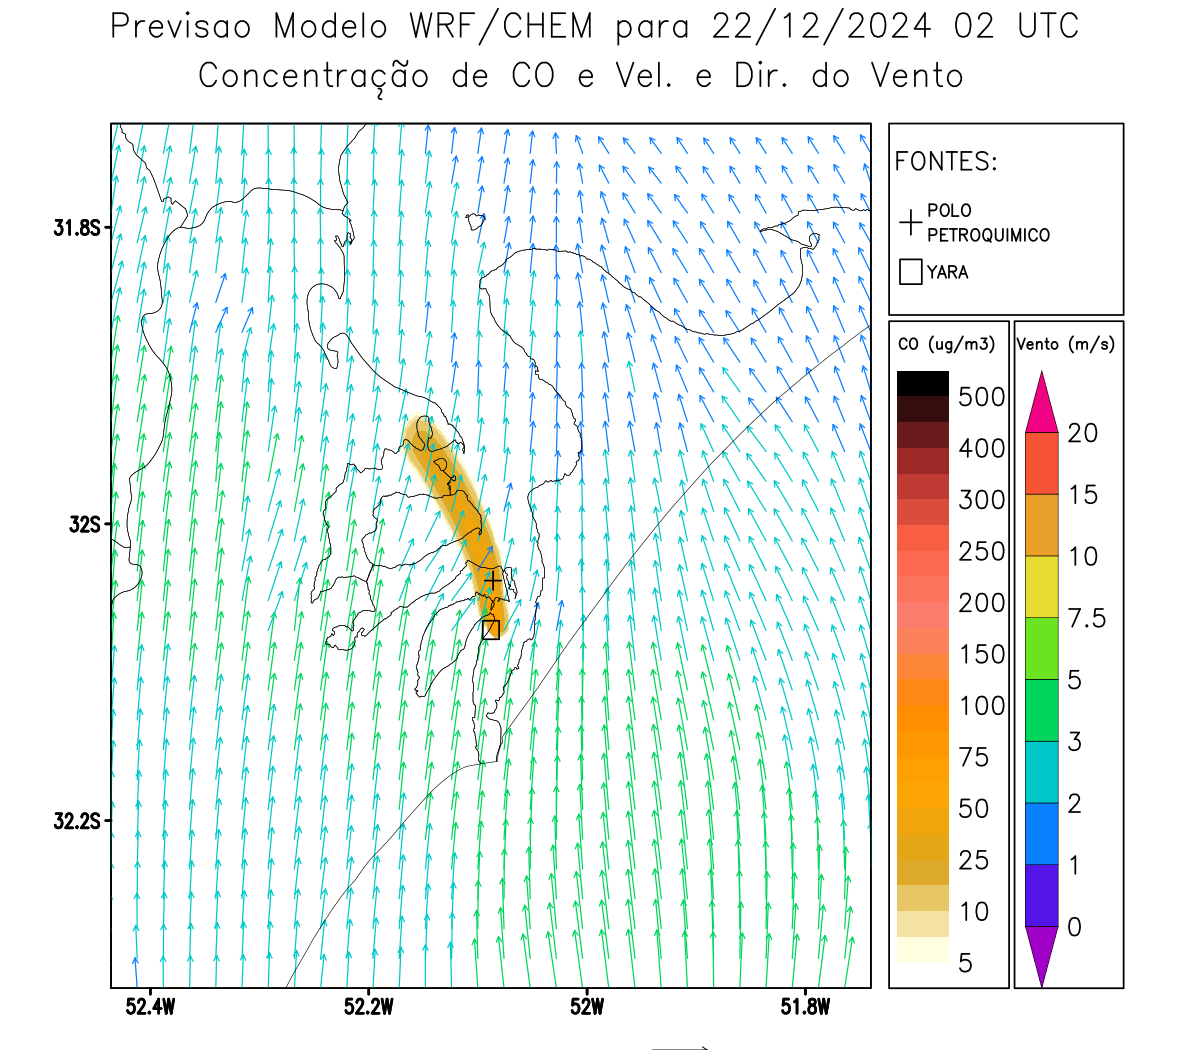 Previsao Modelo WRF/CHEM para 22/12/2024 02 UTC
Concentração de CO e Vel. e Dir. do Vento
FONTES:
POLO
PETROQUIMICO
YARA
CO (ug/m3)
500
400
300
250
200
150
100
75
50
25
10
5
Vento (m/s)
20
15
10
7.5
5
3
2
1
0
31.8S
32S
32.2S
52.4W
52.2W
52W
51.8W